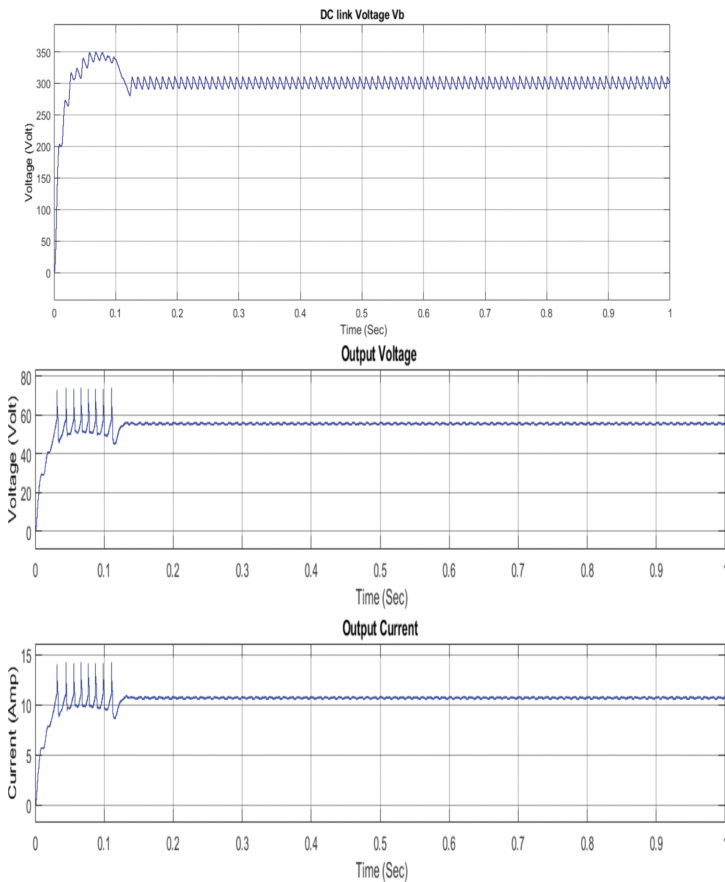 DC link Voltage Vb
Voltage (Volt)
350
300
250
200
150
100
50
0
0 0.1 0.2 0.3 0.4 0.5 0.6 0.7 0.8 0.9 1
Time (Sec)
Output Voltage
Voltage (Volt)
80
60
40
20
0
0 0.1 0.2 0.3 0.4 0.5 0.6 0.7 0.8 0.9 1
Time (Sec)
Output Current
Current (Amp)
15
10
5
0
0 0.1 0.2 0.3 0.4 0.5 0.6 0.7 0.8 0.9 1
Time (Sec)